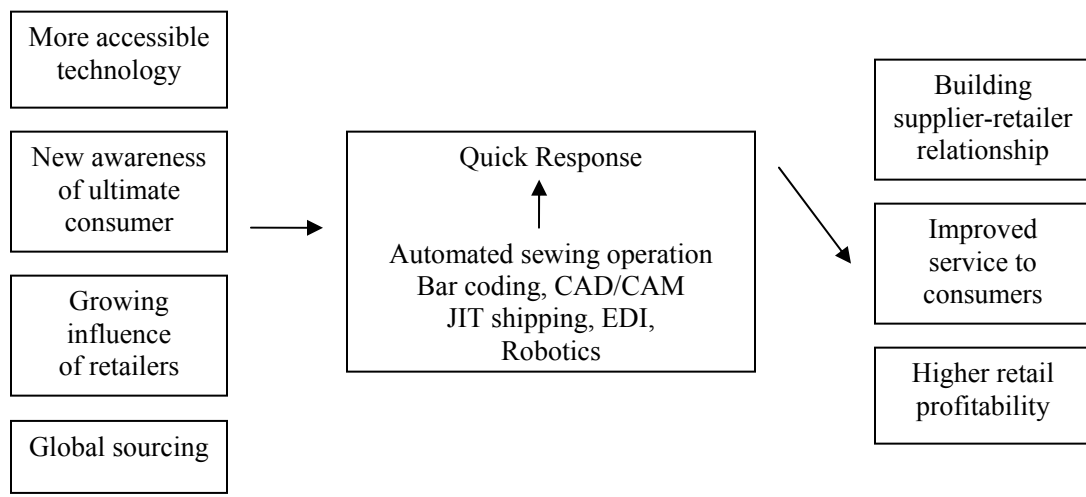 More accessible
technology
New awareness
of ultimate
consumer
Growing
influence
of retailers
Global sourcing
Quick Response
Automated sewing operation
Bar coding, CAD/CAM
JIT shipping, EDI,
Robotics
Building
supplier-retailer
relationship
Improved
service to
consumers
Higher retail
profitability